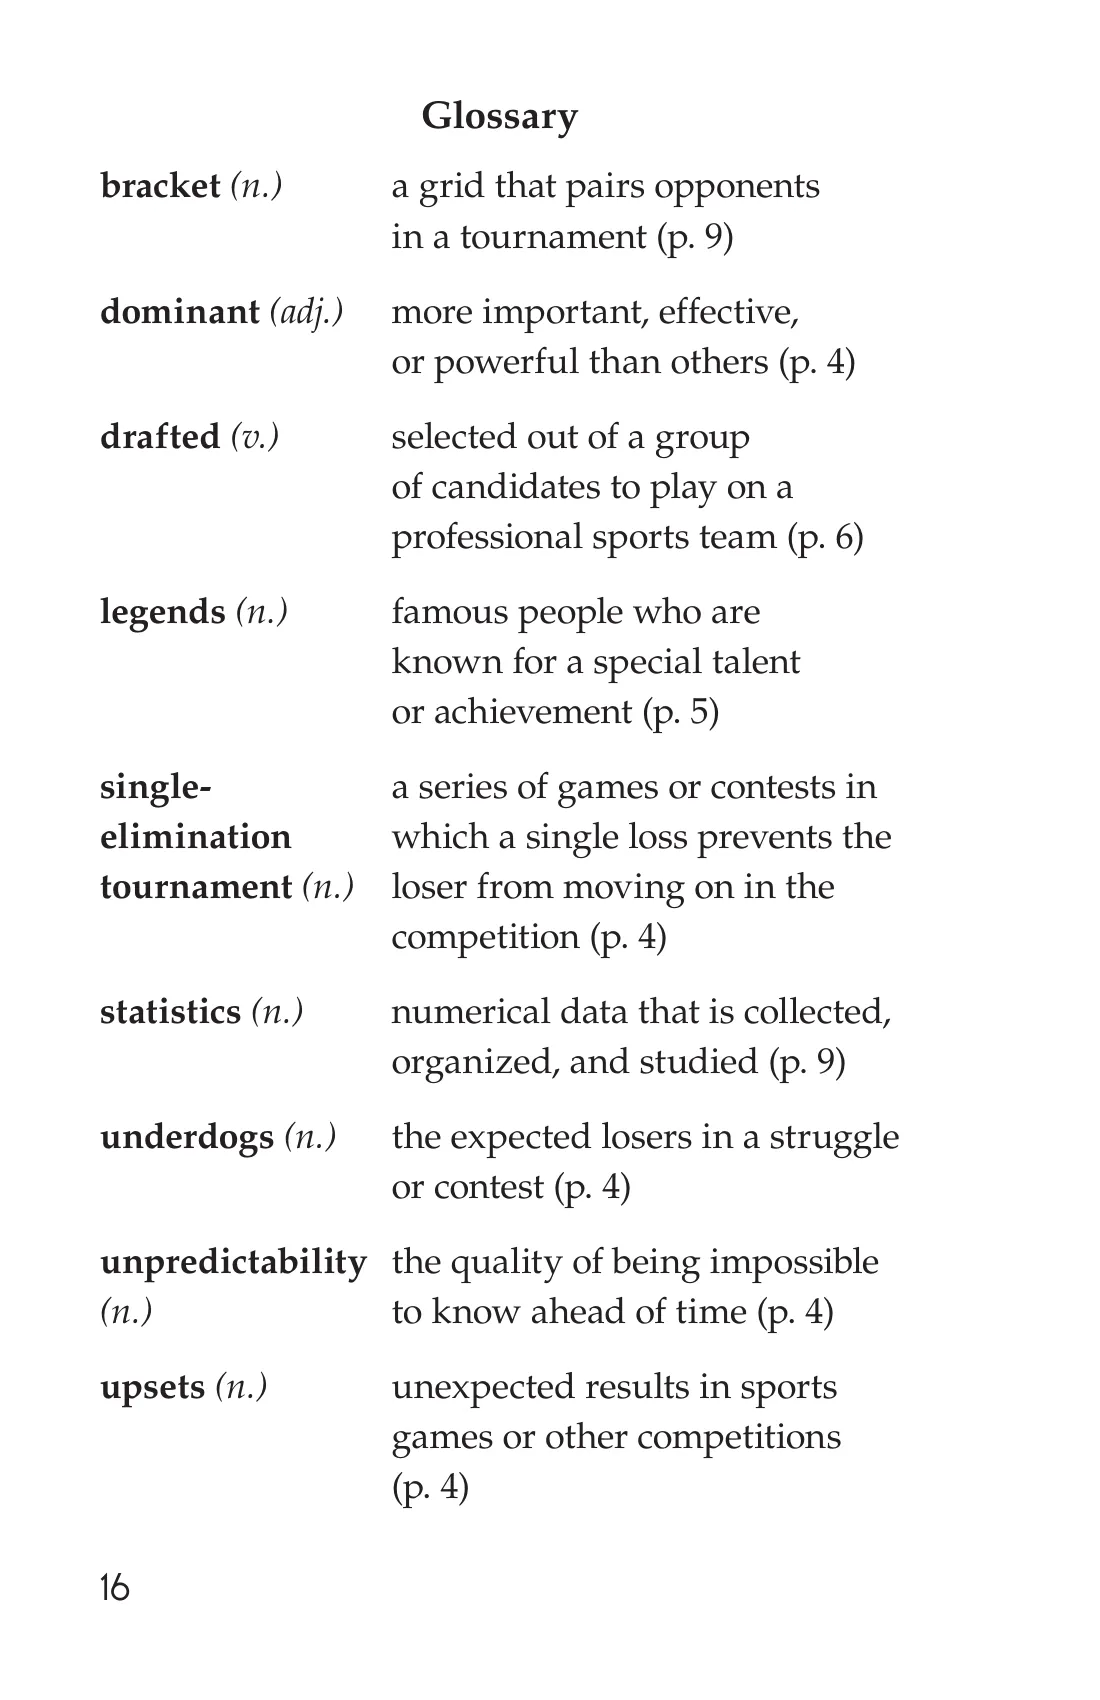 Glossary
bracket (n.) a grid that pairs opponents
in a tournament (p. 9)
dominant (adj.) more important, effective,
or powerful than others (p. 4)
drafted (v.) selected out of a group
of candidates to play on a
professional sports team (p. 6)
legends (n.) famous people who are
known for a special talent
or achievement (p. 5)
single- a series of games or contests in
elimination which a single loss prevents the
tournament (n.) loser from moving on in the
competition (p. 4)
statistics (n.) numerical data that is collected,
organized, and studied (p. 9)
underdogs (n.) the expected losers in a struggle
or contest (p. 4)
unpredictability the quality of being impossible
(n.) to know ahead of time (p. 4)
upsets (n.) unexpected results in sports
games or other competitions
(p. 4)
16